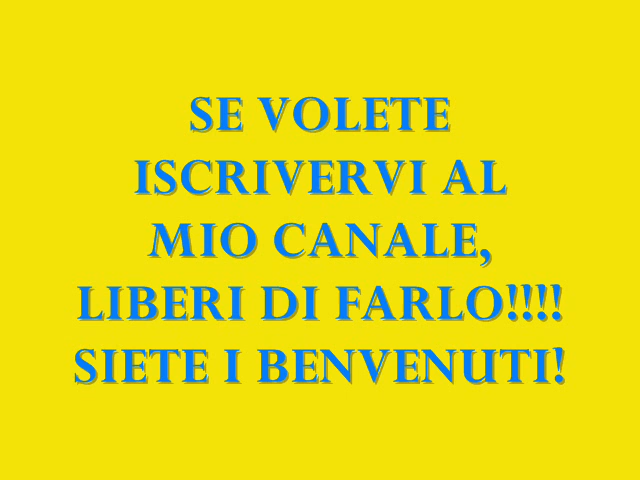 SE VOLETE
ISCRIVERVI AL
MIO CANALE,
LIBERI DI FARLO!!!!
SIETE I BENVENUTI!